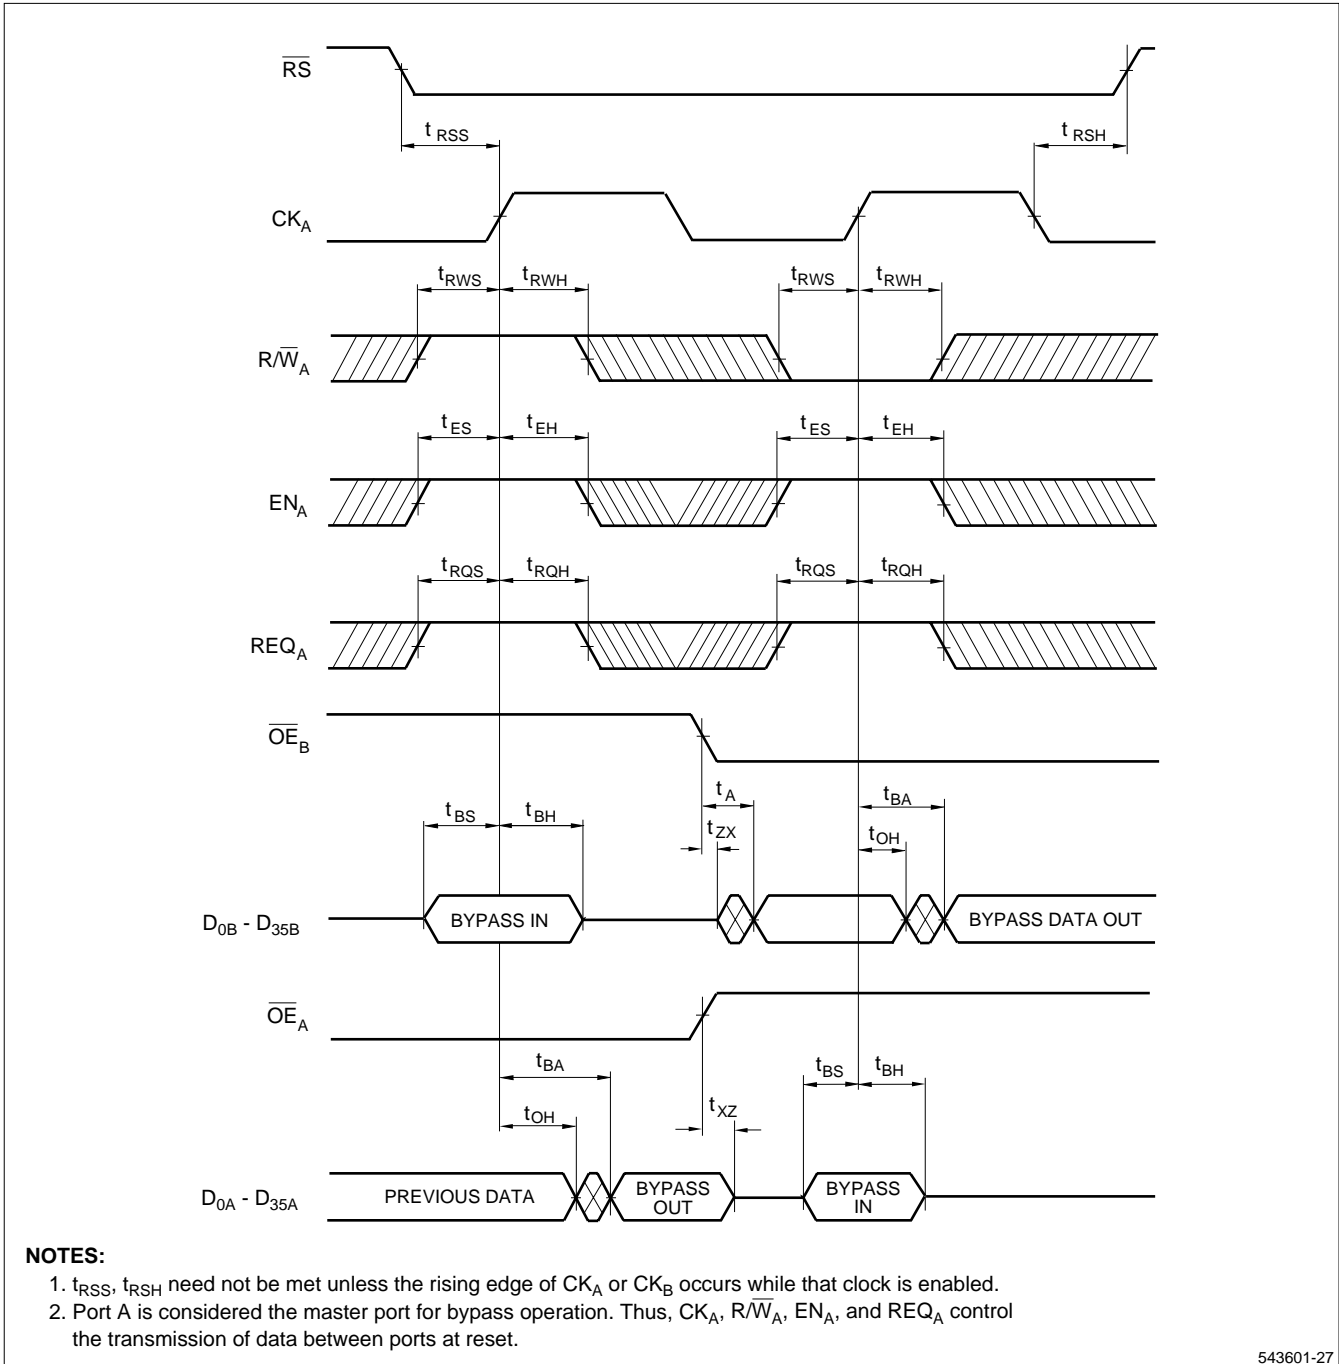 RS
t RSS
t RSH
CKA
tRWS tRWH tRWS tRWH
R/WA
tES tEH tES tEH
ENA
tRQS tRQH tRQS tRQH
REQA
OEB
tA tBA
tBS tBH tZX tOH
D0B - D35B BYPASS IN BYPASS DATA OUT
OEA
tBA tBS tBH
tOH tXZ
D0A - D35A PREVIOUS DATA BYPASS OUT BYPASS IN
NOTES:
1. tRSS, tRSH need not be met unless the rising edge of CKA or CKB occurs while that clock is enabled.
2. Port A is considered the master port for bypass operation. Thus, CKA, R/WA, ENA, and REQA control
the transmission of data between ports at reset.
543601-27